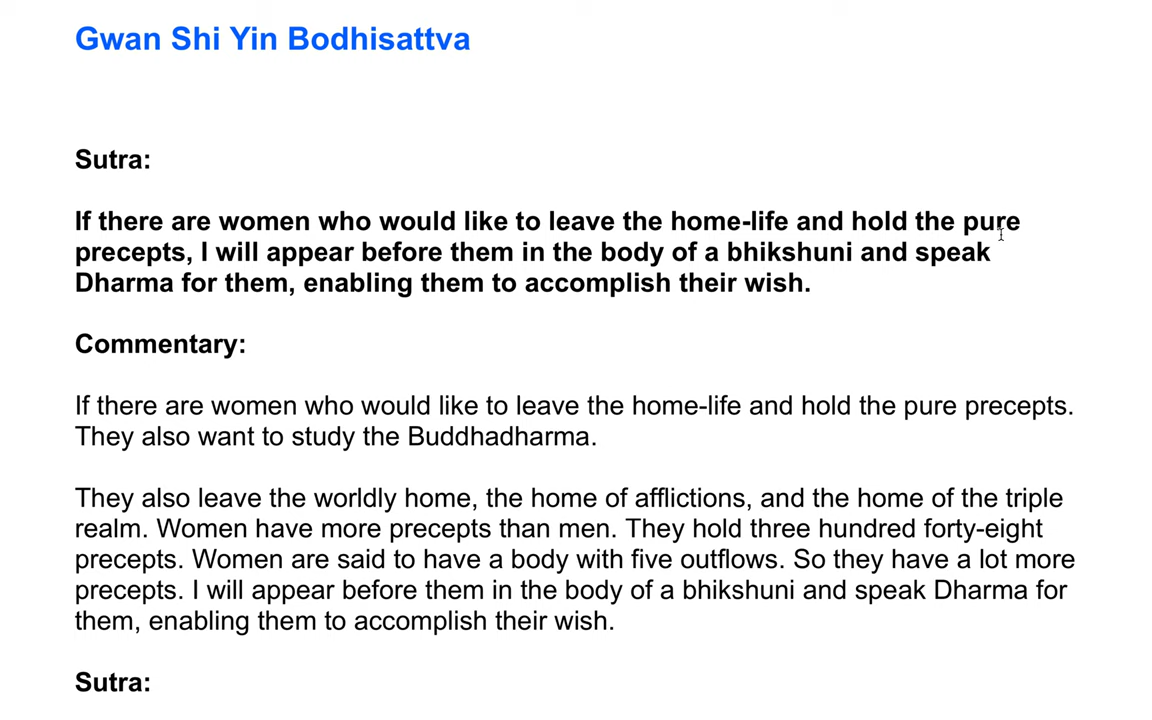 Gwan Shi Yin Bodhisattva
Sutra:
If there are women who would like to leave the home-life and hold the pure
precepts, I will appear before them in the body of a bhikshuni and speak
Dharma for them, enabling them to accomplish their wish.
Commentary:
If there are women who would like to leave the home-life and hold the pure precepts.
They also want to study the Buddhadharma.
They also leave the worldly home, the home of afflictions, and the home of the triple
realm. Women have more precepts than men. They hold three hundred forty-eight
precepts. Women are said to have a body with five outflows. So they have a lot more
precepts. I will appear before them in the body of a bhikshuni and speak Dharma for
them, enabling them to accomplish their wish.
Sutra: